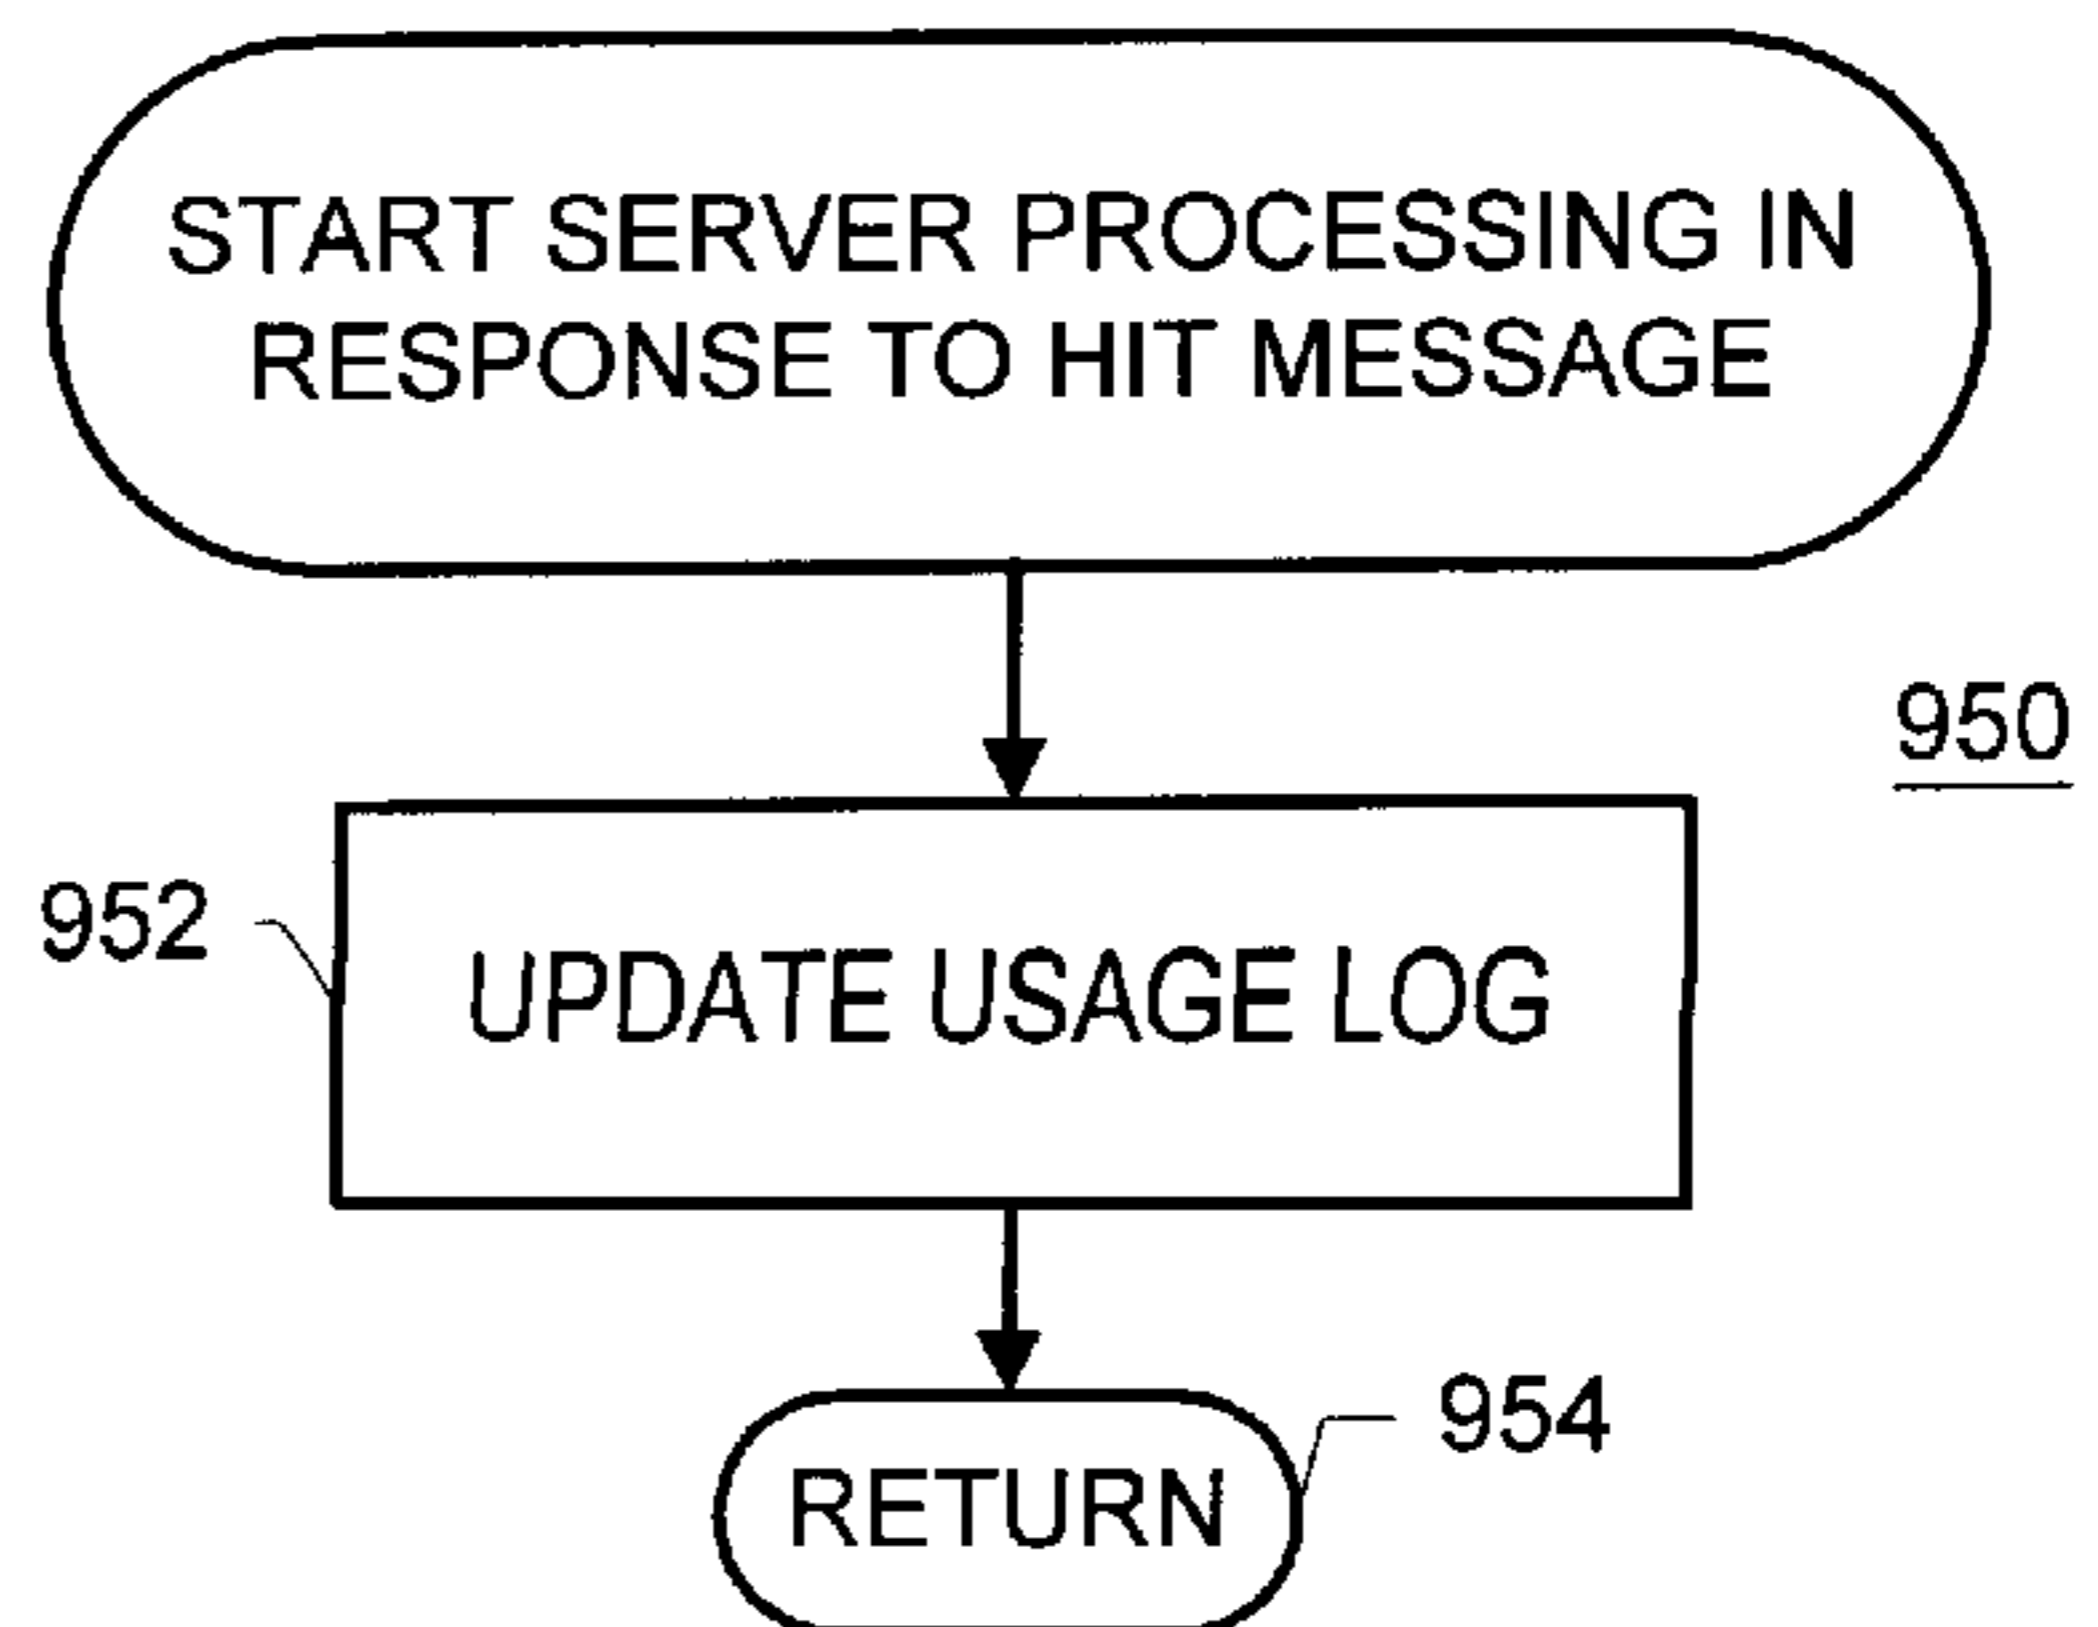 START SERVER PROCESSING IN
RESPONSE TO HIT MESSAGE
950
952
UPDATE USAGE LOG
954
RETURN